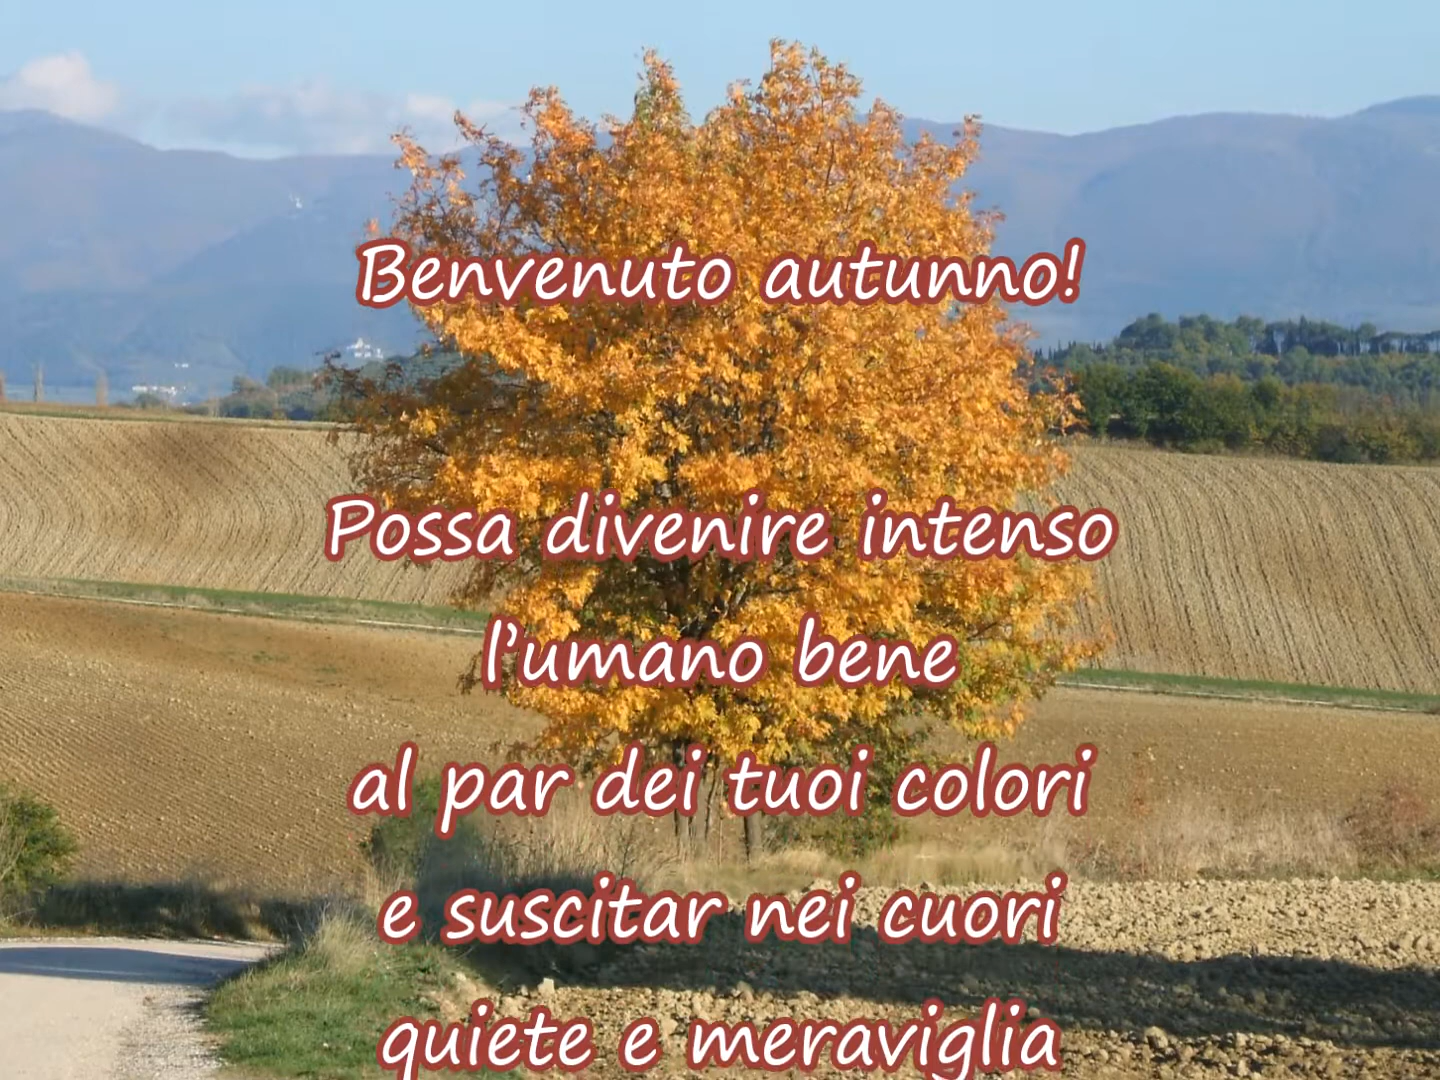 Benvenuto autunno!
Possa divenire intenso
l'umano bene
al par dei tuoi colori
e suscitar nei cuori
quiete e meraviglia